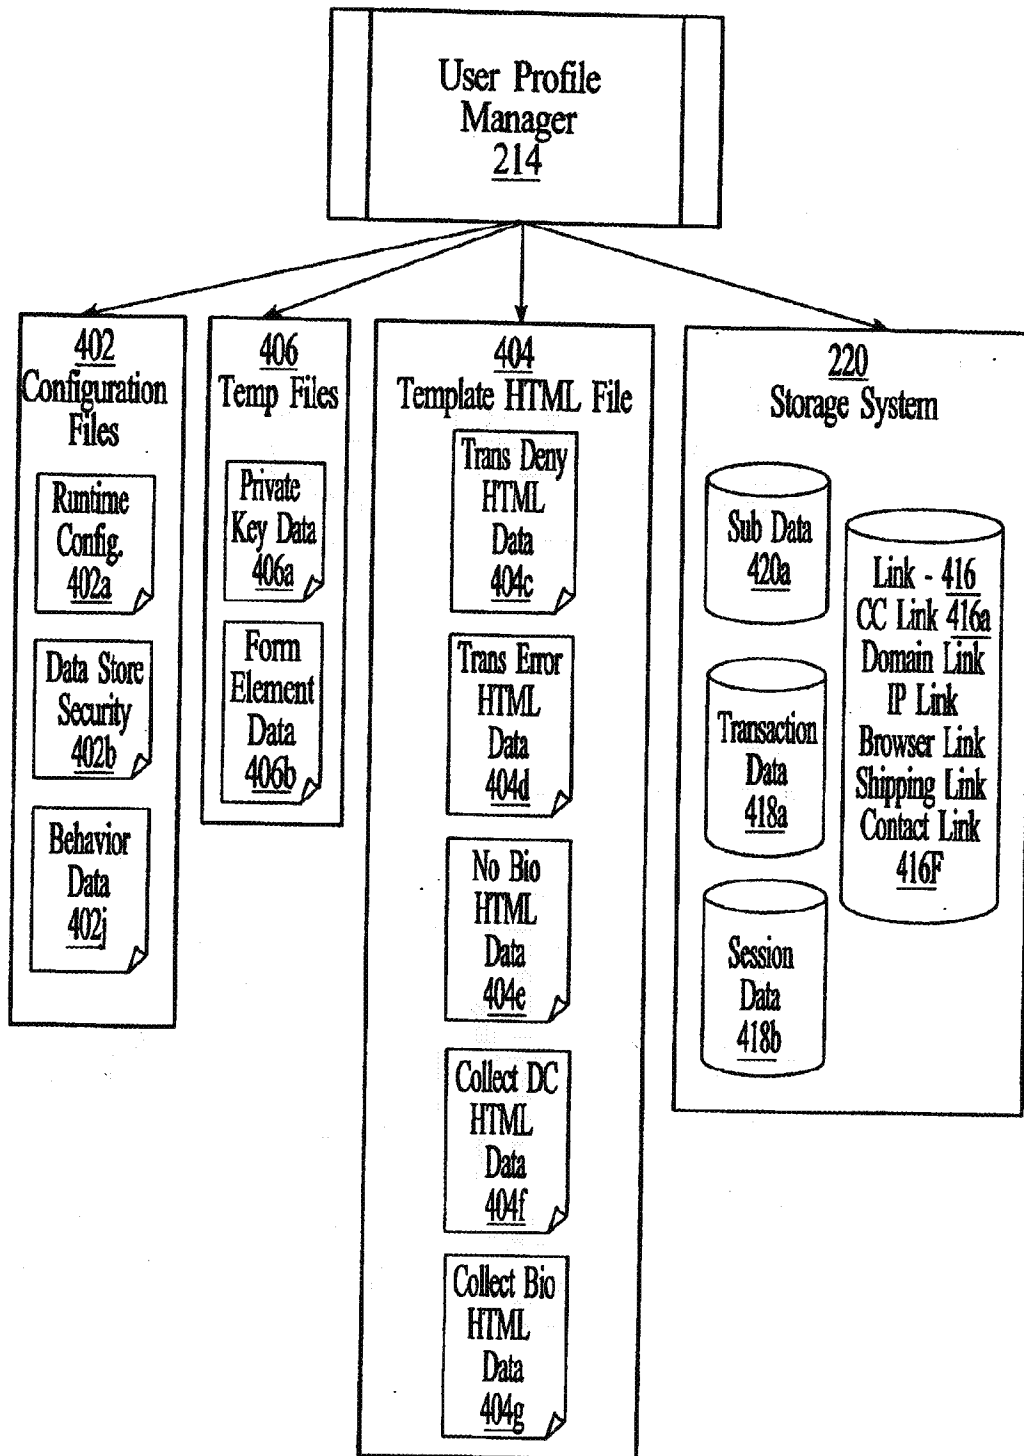 User Profile
Manager
214
402
Configuration
Files
Runtime
Config.
402a
Data Store
Security
402b
Behavior
Data
402j
406
Temp Files
Private
Key Data
406a
Form
Element
Data
406b
404
Template HTML File
Trans Deny
HTML
Data
404c
Trans Error
HTML
Data
404d
No Bio
HTML
Data
404e
Collect DC
HTML
Data
404f
Collect Bio
HTML
Data
404g
220
Storage System
Sub Data
420a
Transaction
Data
418a
Session
Data
418b
Link - 416
CC Link 416a
Domain Link
IP Link
Browser Link
Shipping Link
Contact Link
416F